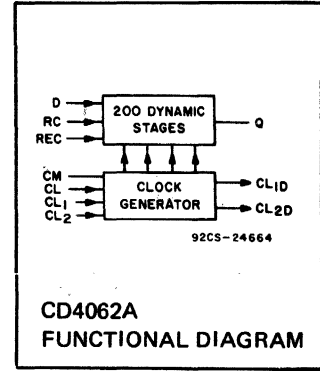 D
200 DYNAMIC
RC
STAGES
Q
REC
CM
CL
CLOCK
CL1D
CL1
GENERATOR
CL2D
CL2
92CS-24664
CD4062A
FUNCTIONAL DIAGRAM